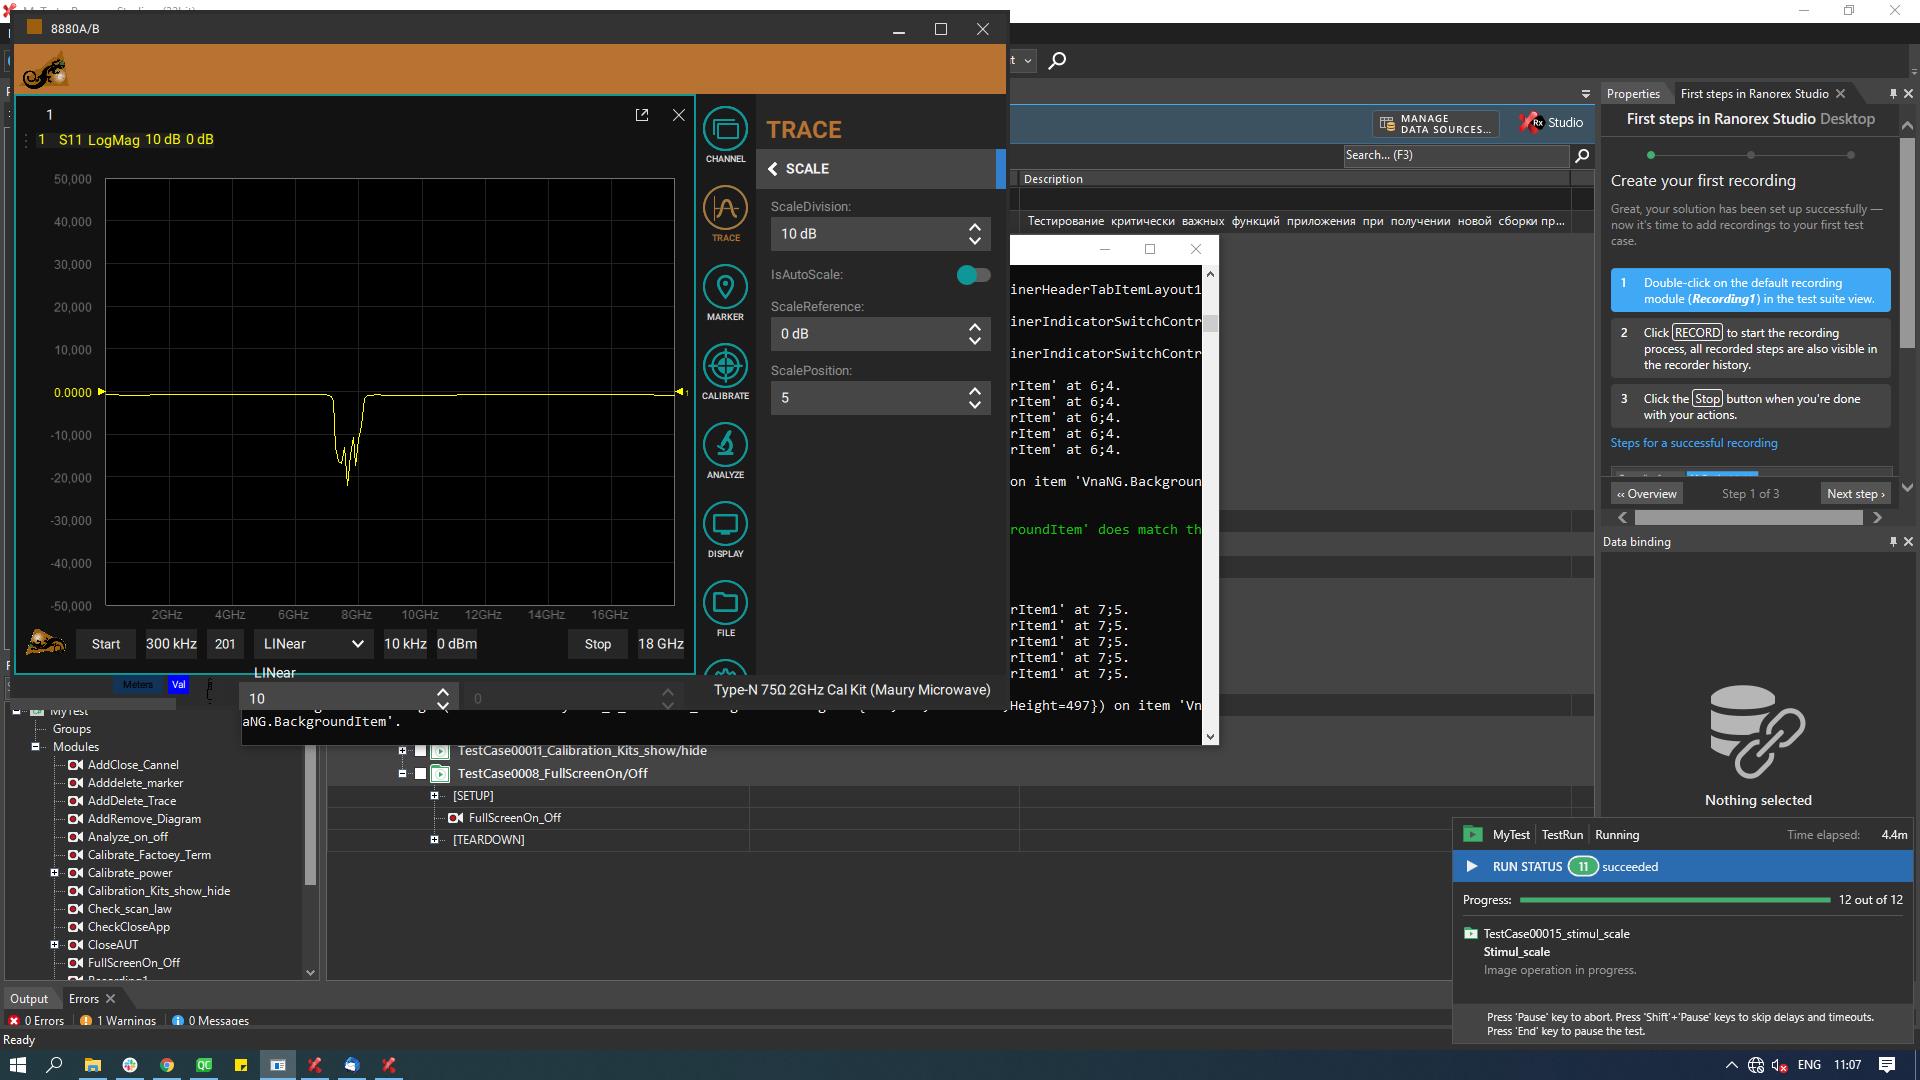 8880A/B
1
1 S11 LogMag 10 dB 0 dB
50,000
40,000
30,000
20,000
10,000
0.0000
-10,000
-20,000
-30,000
-40,000
-50,000
1
2GHz 4GHz 6GHz 8GHz 10GHz 12GHz 14GHz 16GHz
Start 300 kHz 201 LINear 10 kHz 0 dBm Stop 18 GHz
LINear
10 0
Type-N 75Ω 2GHz Cal Kit (Maury Microwave)
CHANNEL
TRACE
MARKER
CALIBRATE
ANALYZE
DISPLAY
FILE
TRACE
SCALE
ScaleDivision:
10 dB
IsAutoScale:
ScaleReference:
0 dB
ScalePosition:
5
MANAGE
DATA SOURCES...
Rx Studio
Search... (F3)
Description
Тестирование критически важных функций приложения при получении новой сборки пр...
inerHeaderTabItemLayout1
inerIndicatorSwitchContr
inerIndicatorSwitchContr
rItem' at 6;4.
rItem' at 6;4.
rItem' at 6;4.
rItem' at 6;4.
rItem' at 6;4.
on item 'VnaNG.Backgroun
roundItem' does match th
rItem1' at 7;5.
rItem1' at 7;5.
rItem1' at 7;5.
rItem1' at 7;5.
rItem1' at 7;5.
Height=497}) on item 'Vn
aNG.BackgroundItem'.
Meters Val
MyTest
Groups
Modules
AddClose_Cannel
Adddelete_marker
AddDelete_Trace
AddRemove_Diagram
Analyze_on_off
Calibrate_Factoey_Term
Calibrate_power
Calibration_Kits_show_hide
Check_scan_law
CheckCloseApp
CloseAUT
FullScreenOn_Off
Recording1
TestCase00011_Calibration_Kits_show/hide
TestCase0008_FullScreenOn/Off
[SETUP]
FullScreenOn_Off
[TEARDOWN]
Properties First steps in Ranorex Studio
First steps in Ranorex Studio Desktop
Create your first recording
Great, your solution has been set up successfully —
now it's time to add recordings to your first test
case.
1 Double-click on the default recording
module (Recording1) in the test suite view.
2 Click RECORD to start the recording
process, all recorded steps are also visible in
the recorder history.
3 Click the Stop button when you're done
with your actions.
Steps for a successful recording
‹‹ Overview Step 1 of 3 Next step ›
Data binding
Nothing selected
MyTest TestRun Running Time elapsed: 4.4m
RUN STATUS 11 succeeded
Progress: 12 out of 12
TestCase00015_stimul_scale
Stimul_scale
Image operation in progress.
Press 'Pause' key to abort. Press 'Shift'+'Pause' keys to skip delays and timeouts.
Press 'End' key to pause the test.
Output Errors
0 Errors 1 Warnings 0 Messages
Ready
QC
ENG 11:07